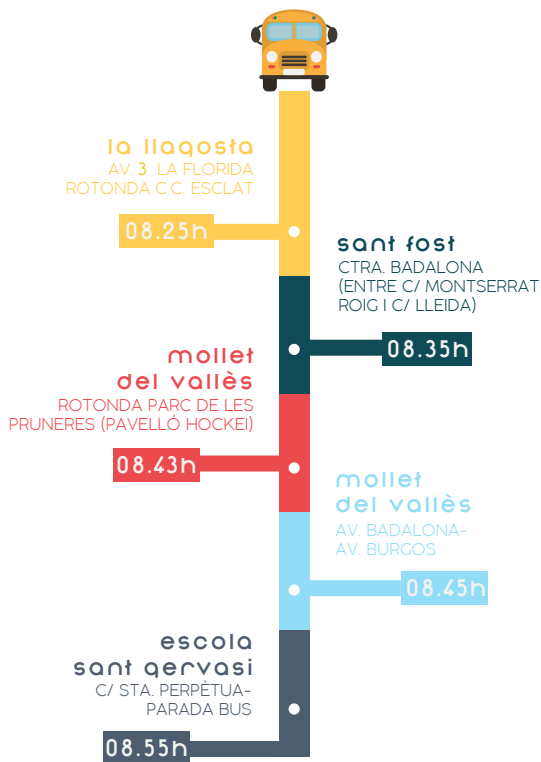 la llagosta
AV. 3 LA FLORIDA
ROTONDA C.C. ESCLAT
08.25h
sant fost
CTRA. BADALONA
(ENTRE C/ MONTSERRAT
ROIG I C/ LLEIDA)
08.35h
mollet
del vallès
ROTONDA PARC DE LES
PRUNERES (PAVELLÓ HOCKEI)
08.43h
mollet
del vallès
AV. BADALONA-
AV. BURGOS
08.45h
escola
sant gervasi
C/ STA. PERPÈTUA-
PARADA BUS
08.55h